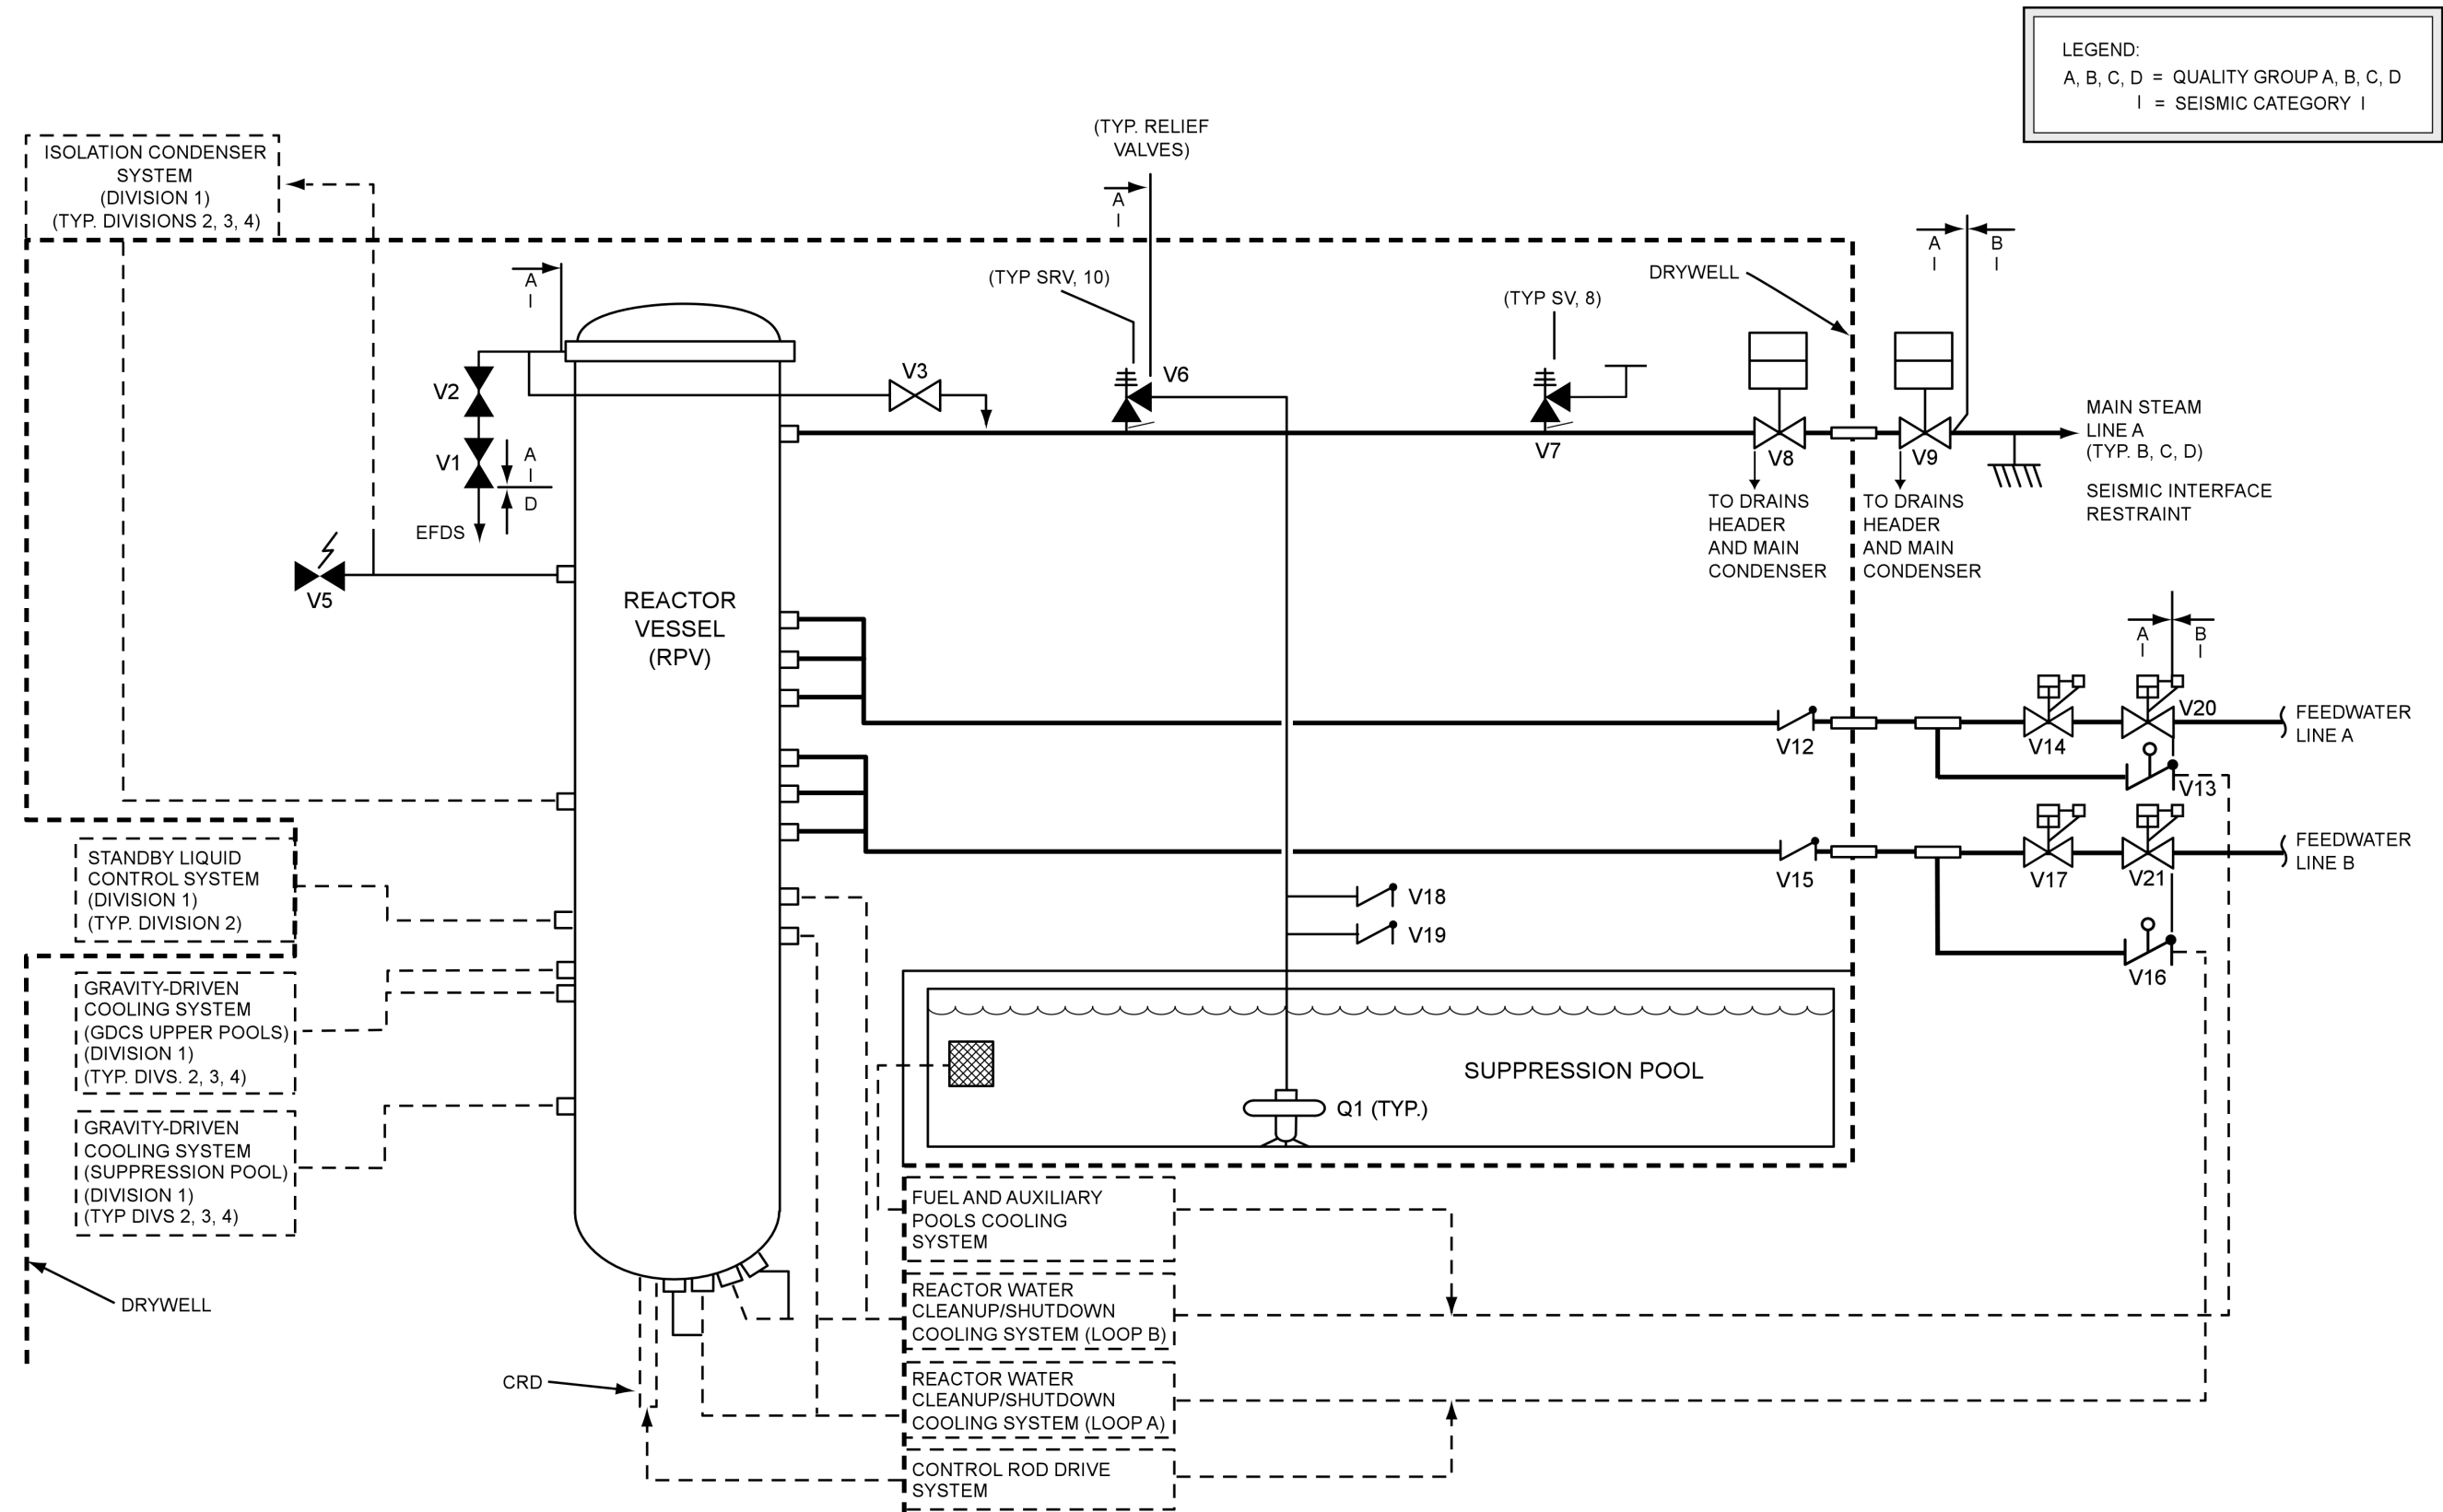 LEGEND:
A, B, C, D = QUALITY GROUP A, B, C, D
I = SEISMIC CATEGORY I
(TYP. RELIEF
VALVES)
ISOLATION CONDENSER
SYSTEM
(DIVISION 1)
(TYP. DIVISIONS 2, 3, 4)
A
I
A
I
B
I
A
I
(TYP SRV, 10)
(TYP SV, 8)
DRYWELL
V2
V3
V6
V7
V8
V9
MAIN STEAM
LINE A
(TYP. B, C, D)
SEISMIC INTERFACE
RESTRAINT
V1
A
I
D
EFDS
TO DRAINS
HEADER
AND MAIN
CONDENSER
TO DRAINS
HEADER
AND MAIN
CONDENSER
V5
REACTOR
VESSEL
(RPV)
A
I
B
I
V12
V14
V20
FEEDWATER
LINE A
V13
V15
V17
V21
FEEDWATER
LINE B
V16
STANDBY LIQUID
CONTROL SYSTEM
(DIVISION 1)
(TYP. DIVISION 2)
V18
V19
GRAVITY-DRIVEN
COOLING SYSTEM
(GDCS UPPER POOLS)
(DIVISION 1)
(TYP. DIVS. 2, 3, 4)
SUPPRESSION POOL
Q1 (TYP.)
GRAVITY-DRIVEN
COOLING SYSTEM
(SUPPRESSION POOL)
(DIVISION 1)
(TYP DIVS 2, 3, 4)
DRYWELL
FUEL AND AUXILIARY
POOLS COOLING
SYSTEM
REACTOR WATER
CLEANUP/SHUTDOWN
COOLING SYSTEM (LOOP B)
REACTOR WATER
CLEANUP/SHUTDOWN
COOLING SYSTEM (LOOP A)
CRD
CONTROL ROD DRIVE
SYSTEM